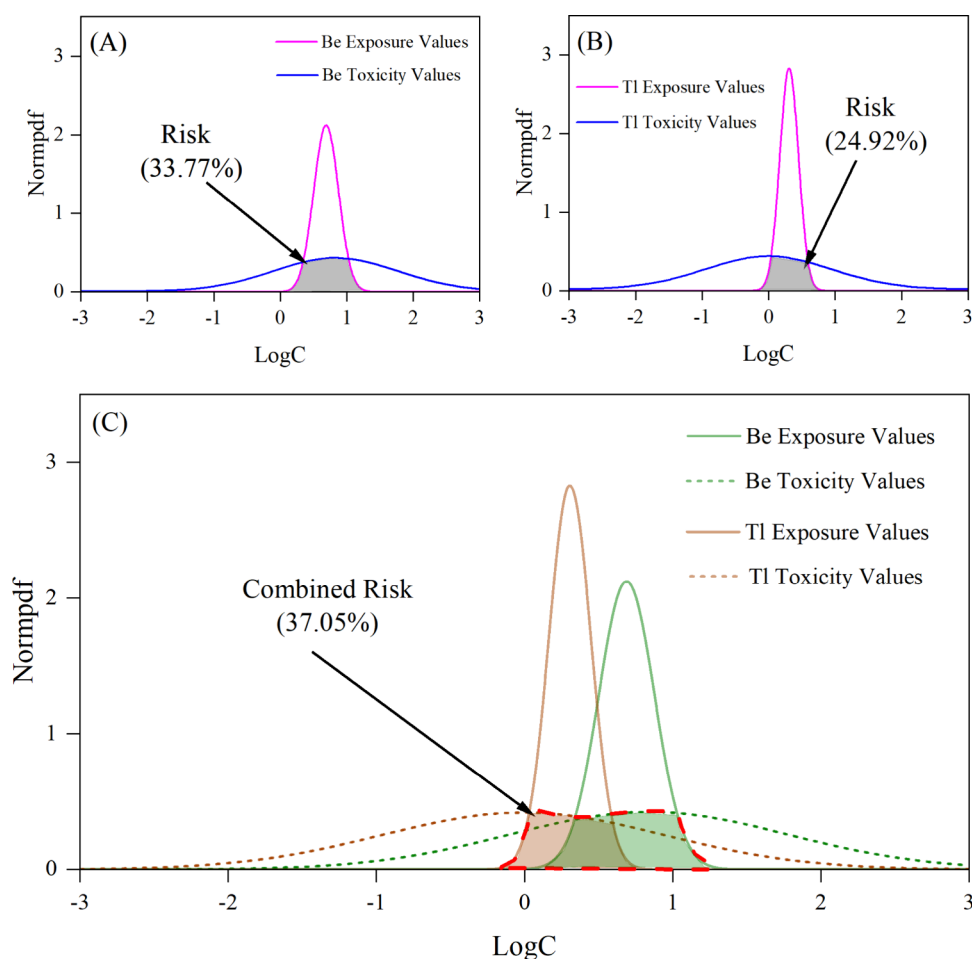 (A)
Be Exposure Values
Be Toxicity Values
Risk
(33.77%)
Normpdf
3
2
1
0
-3 -2 -1 0 1 2 3
LogC
(B)
Tl Exposure Values
Tl Toxicity Values
Risk
(24.92%)
Normpdf
3
2
1
0
-3 -2 -1 0 1 2 3
LogC
(C)
Be Exposure Values
Be Toxicity Values
Tl Exposure Values
Tl Toxicity Values
Combined Risk
(37.05%)
Normpdf
3
2
1
0
-3 -2 -1 0 1 2 3
LogC